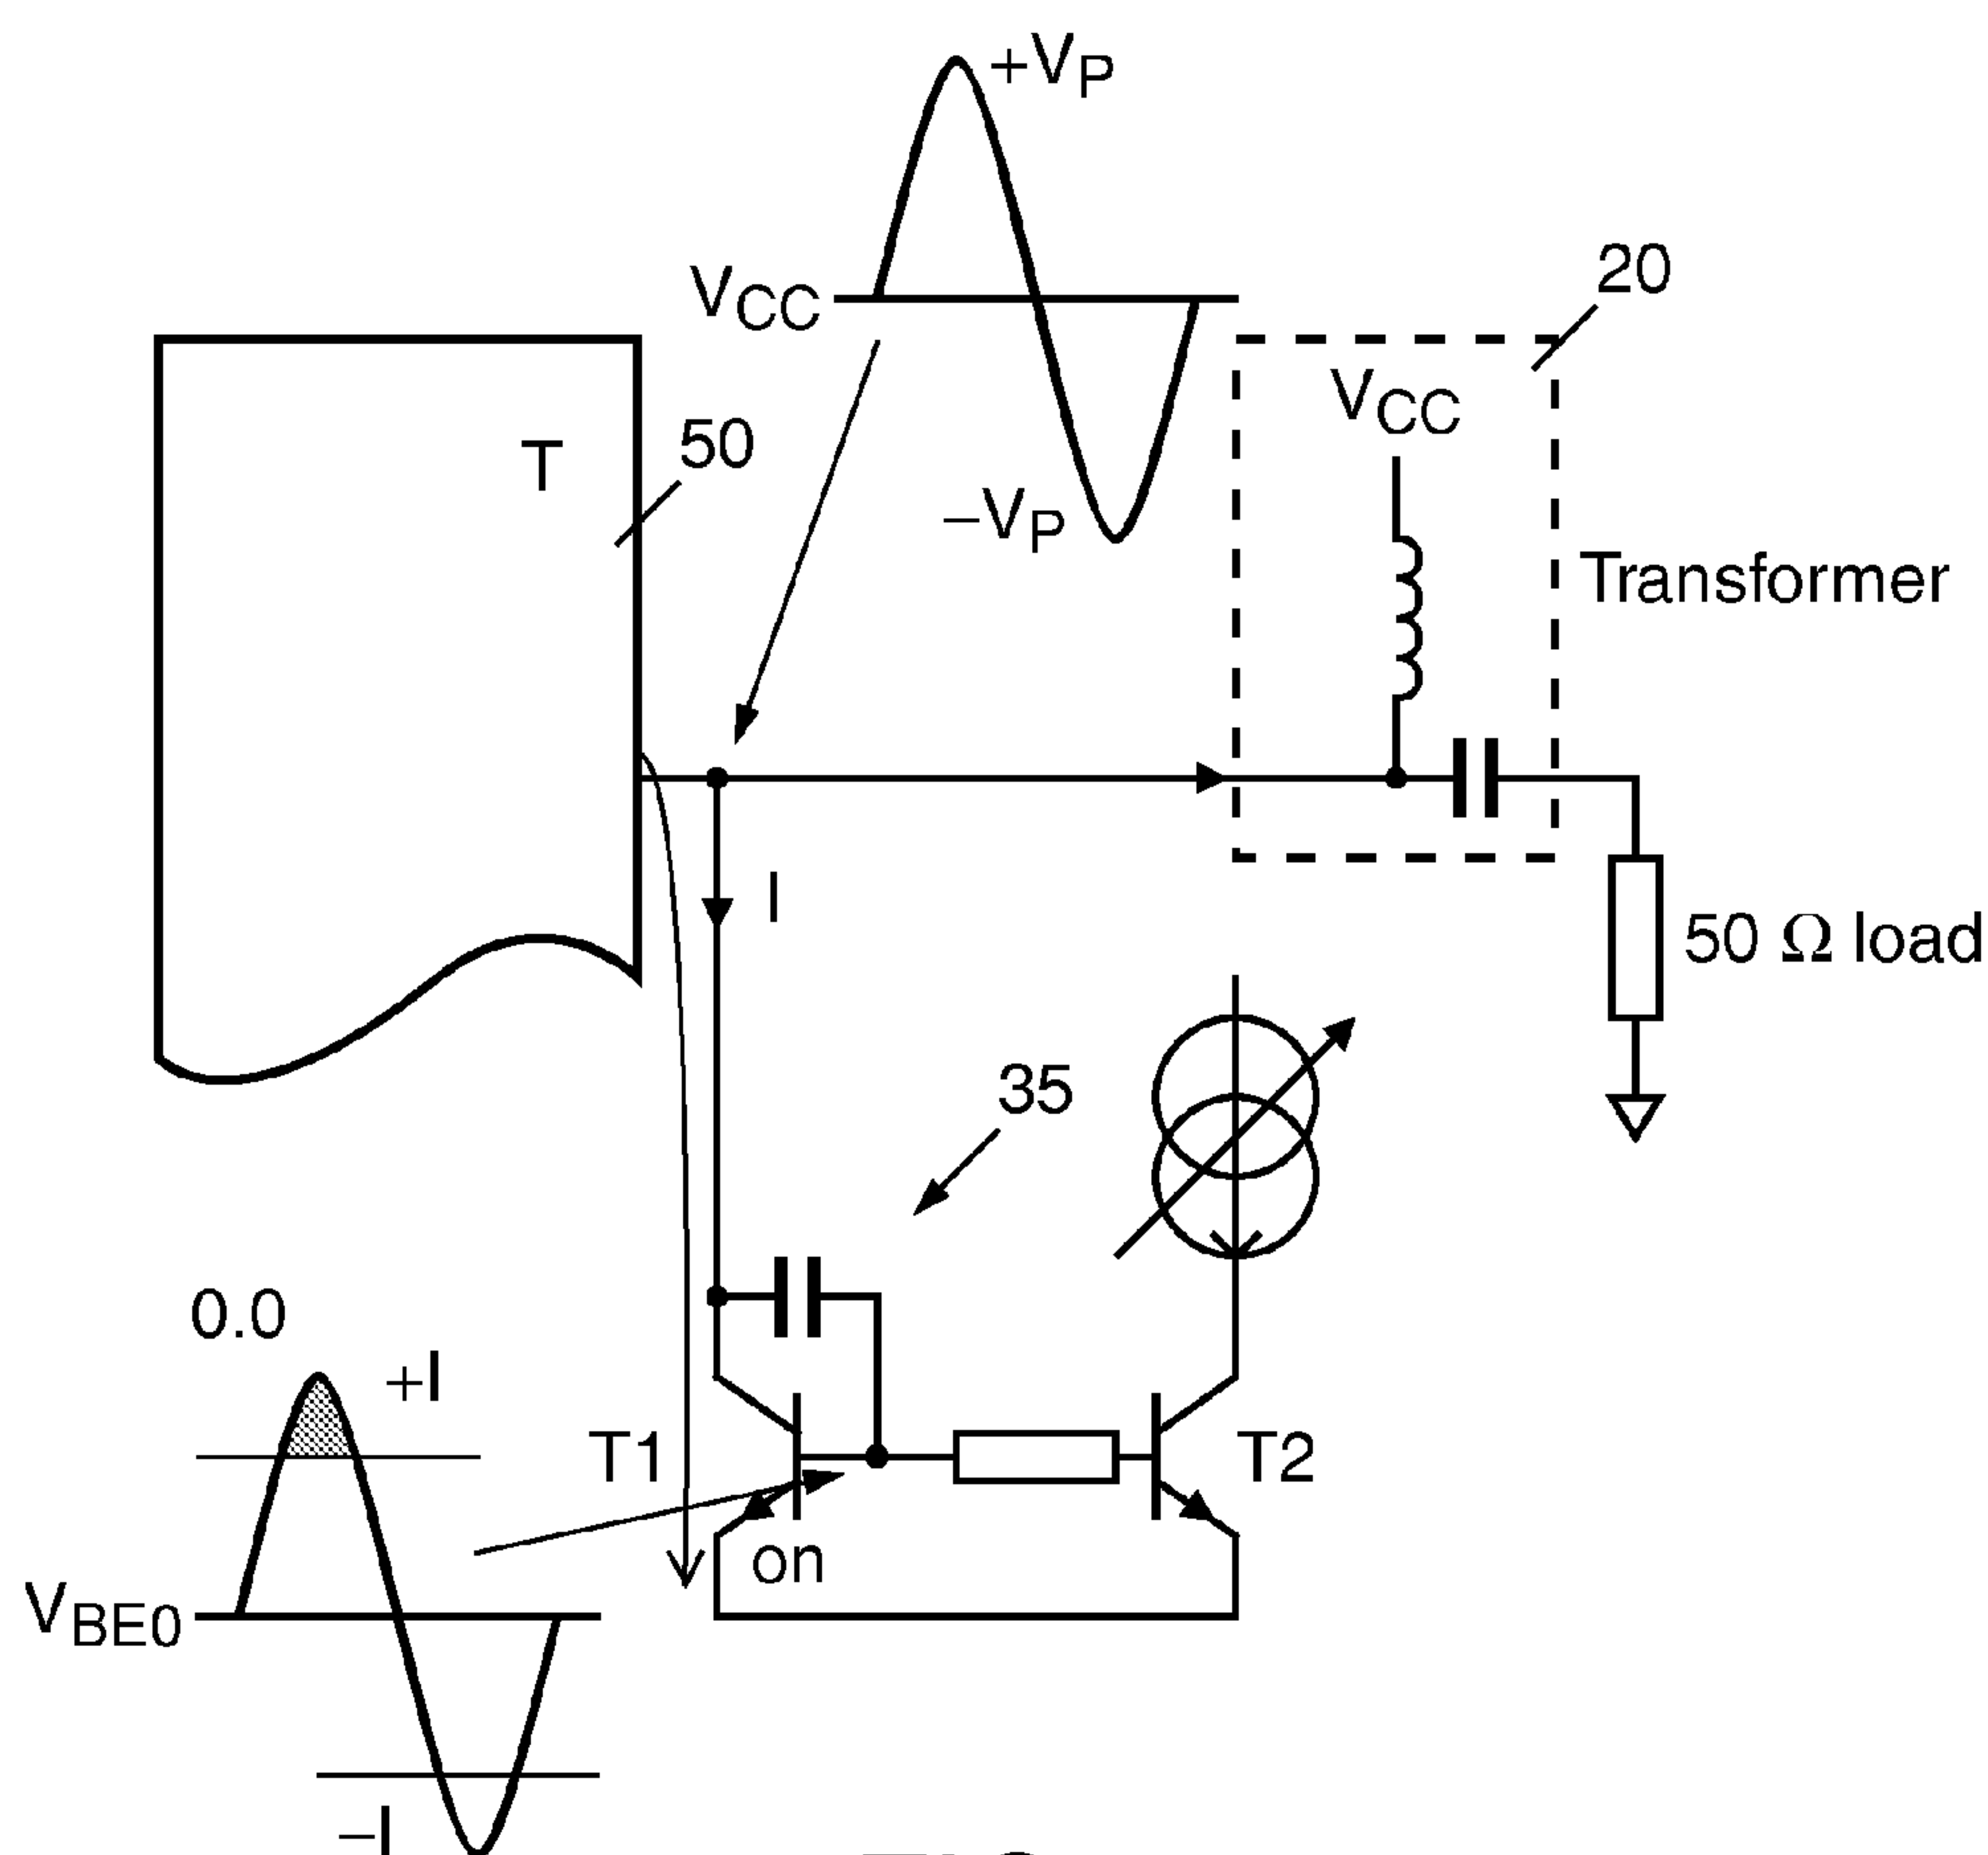 +VP
VCC
20
VCC
T
50
–VP
Transformer
I
50 Ω load
35
0.0
+I
T1
T2
on
VBE0
–I